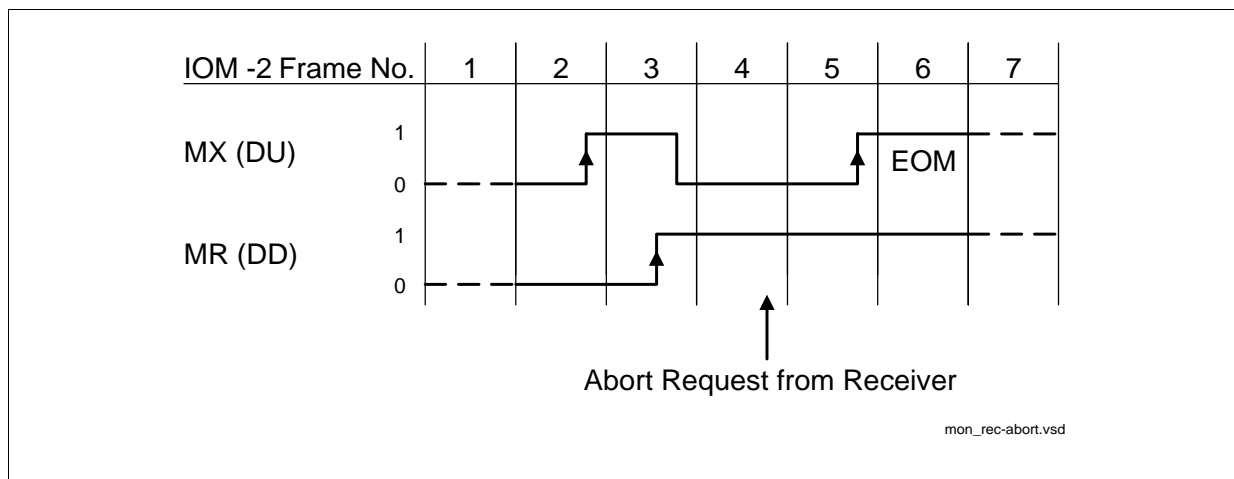 IOM -2 Frame No. 1 2 3 4 5 6 7
MX (DU) 1
0
EOM
MR (DD) 1
0
Abort Request from Receiver
mon_rec-abort.vsd